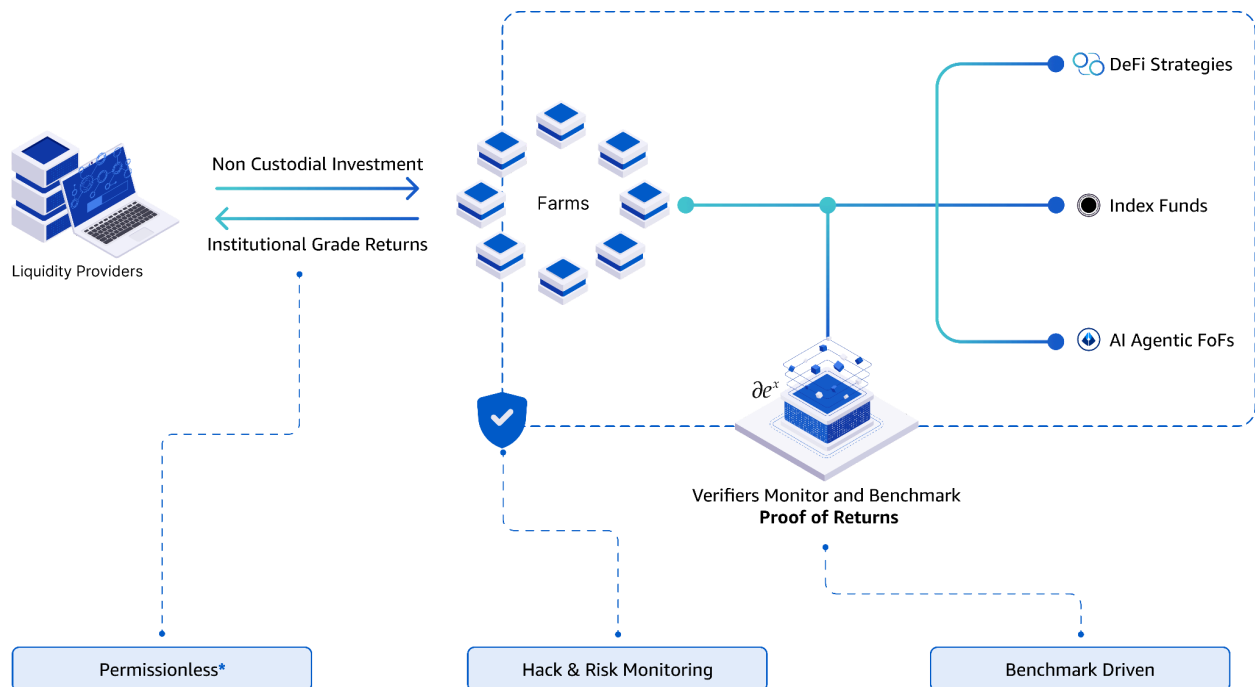 DeFi Strategies
Non Custodial Investment
Farms
Index Funds
Institutional Grade Returns
Liquidity Providers
AI Agentic FoFs
∂eˣ
Verifiers Monitor and Benchmark
Proof of Returns
Permissionless*
Hack & Risk Monitoring
Benchmark Driven